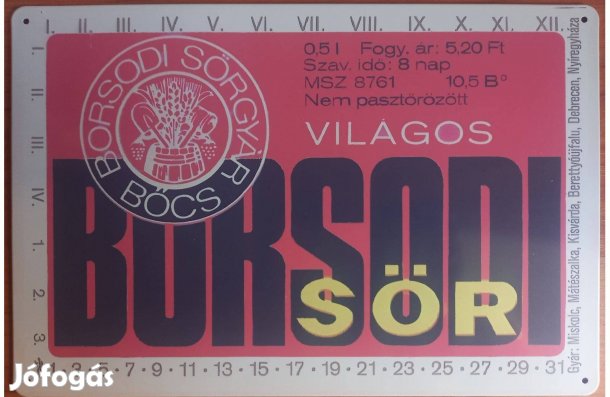 I. II. III. IV. V. VI. VII. VIII. IX. X. XI. XII.
BORSODI SÖRGYÁR
BŐCS
0,5 l Fogy. ár: 5,20 Ft
Szav. idő: 8 nap
MSZ 8761 10,5 B°
Nem pasztörözött
VILÁGOS
BORSODI
SÖR
I.
II.
III.
IV.
1.
2.
3.
Gyár: Miskolc, Mátészalka, Kisvárda, Berettyóújfalu, Debrecen, Nyíregyháza
3 · 5 · 7 · 9 · 11 · 13 · 15 · 17 · 19 · 21 · 23 · 25 · 27 · 29 · 31
Jófogás